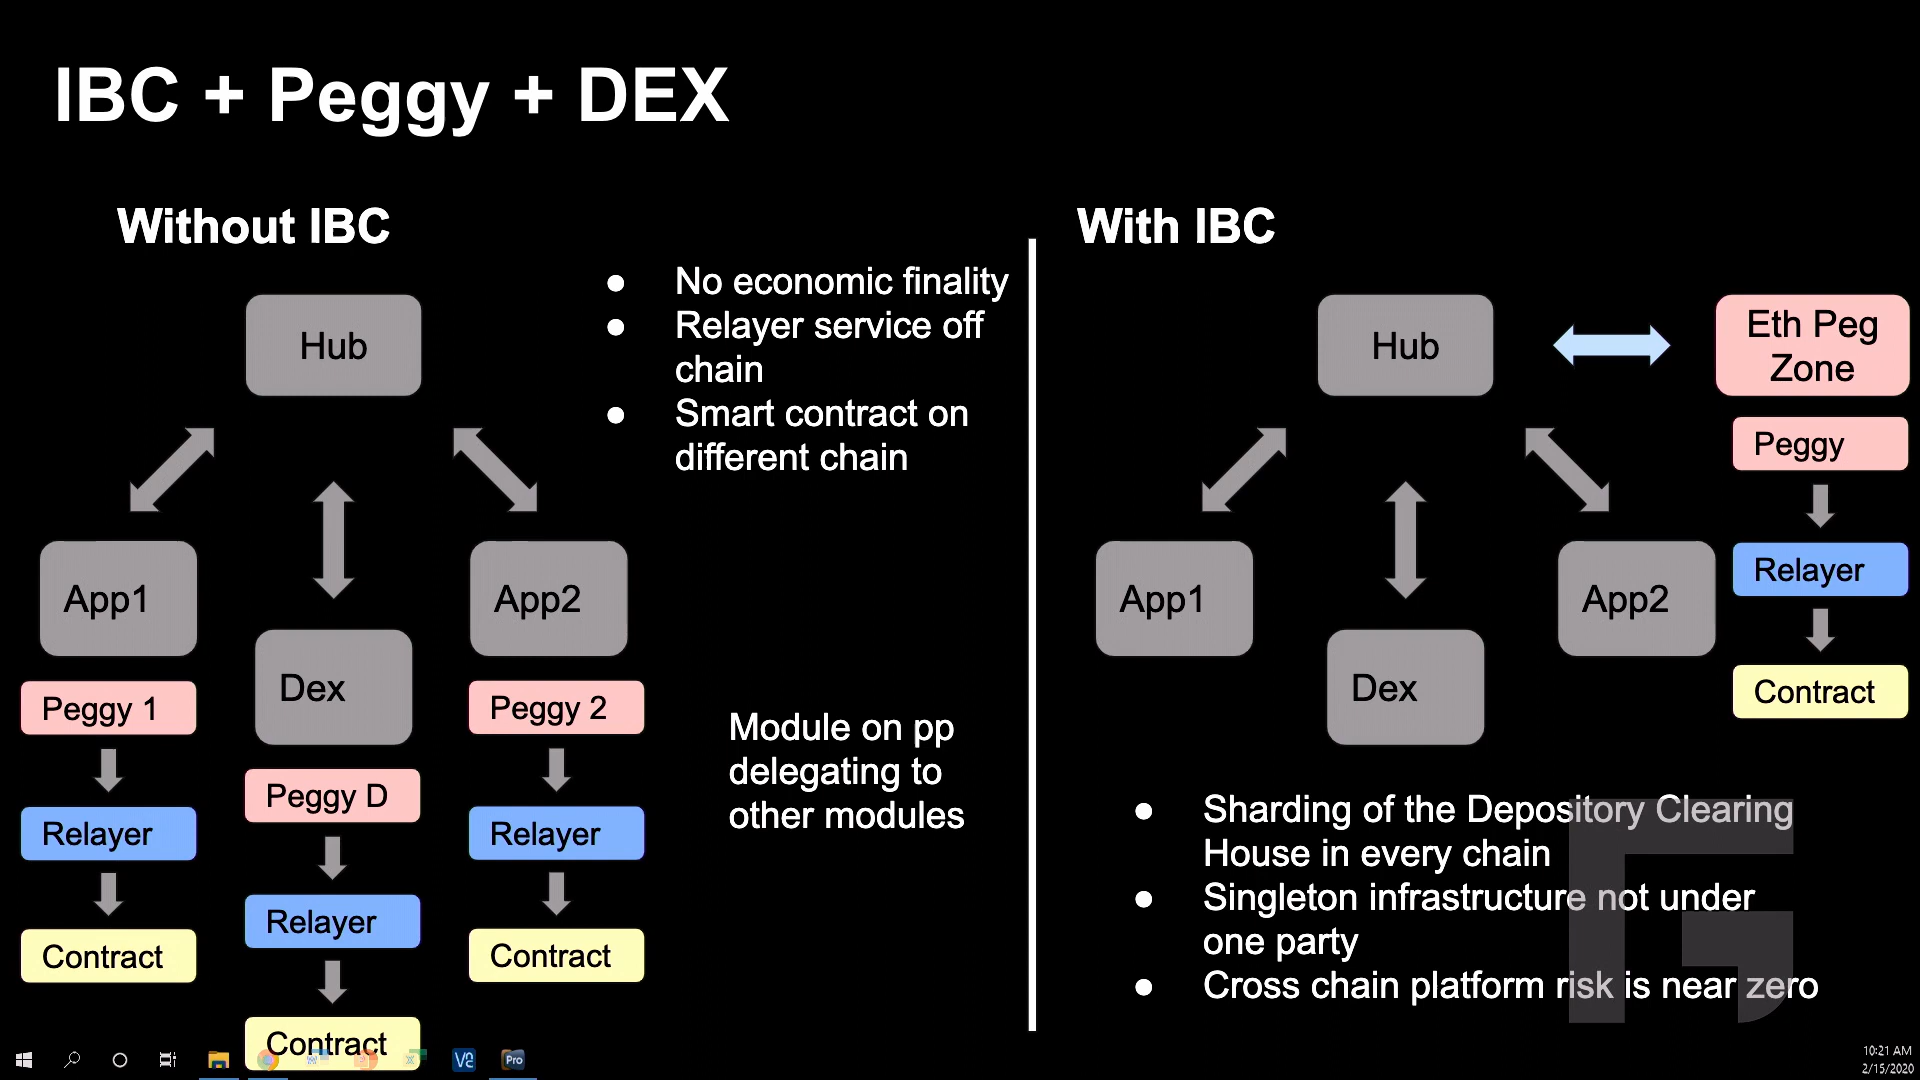 IBC + Peggy + DEX
Without IBC
Hub
No economic finality
Relayer service off
chain
Smart contract on
different chain
App1
Dex
App2
Peggy 1
Relayer
Contract
Peggy D
Relayer
Contract
Peggy 2
Relayer
Contract
Module on pp
delegating to
other modules
With IBC
Hub
Eth Peg
Zone
Peggy
Relayer
Contract
App1
Dex
App2
Sharding of the Depository Clearing
House in every chain
Singleton infrastructure not under
one party
Cross chain platform risk is near zero
Pro
10:21 AM
2/15/2020